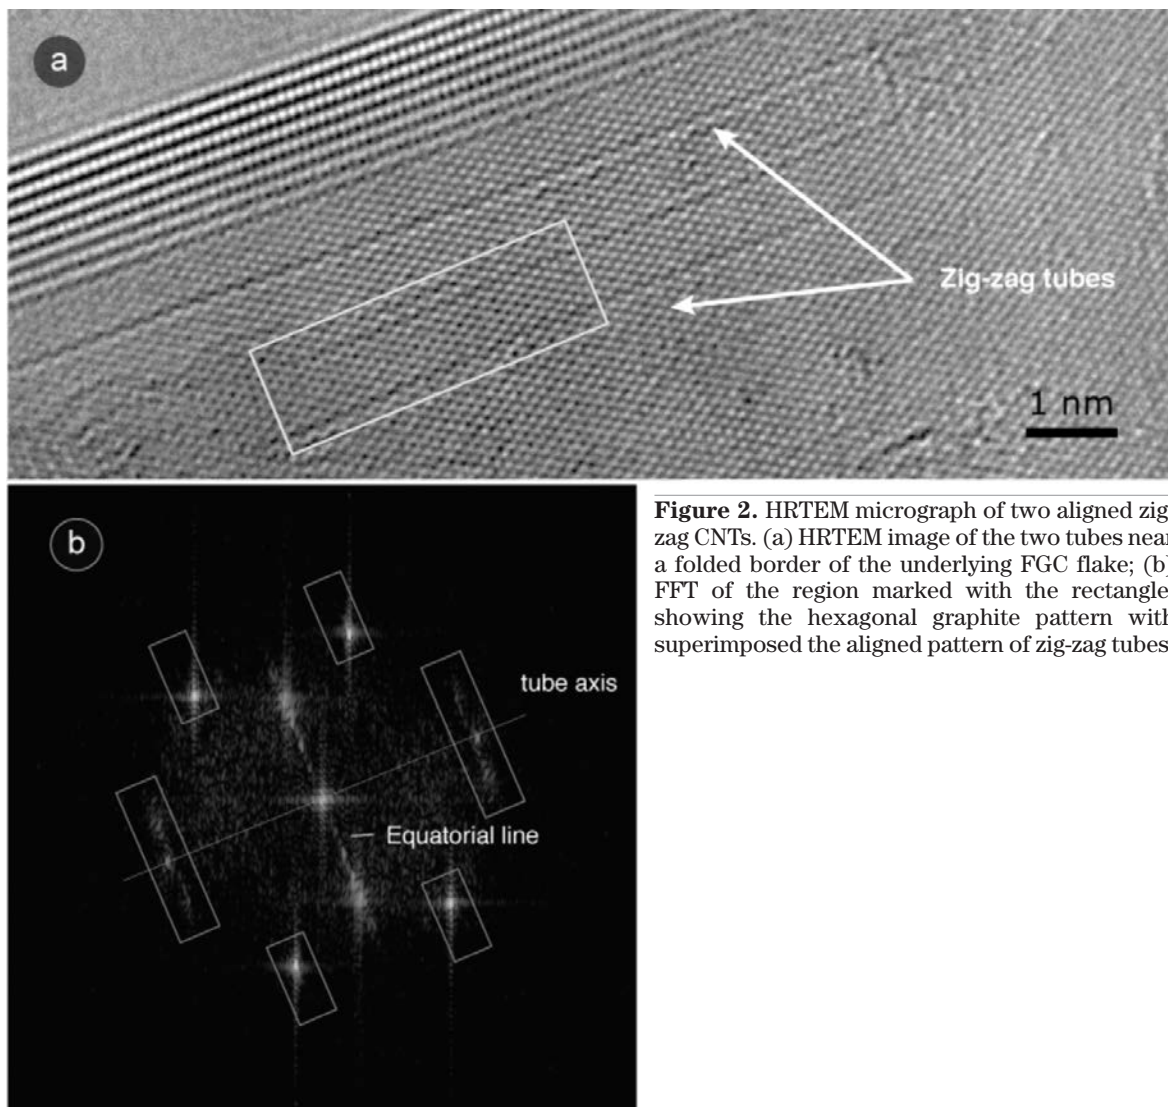 a
Zig-zag tubes
1 nm
b
tube axis
Equatorial line
Figure 2. HRTEM micrograph of two aligned zig-
zag CNTs. (a) HRTEM image of the two tubes near
a folded border of the underlying FGC flake; (b)
FFT of the region marked with the rectangle,
showing the hexagonal graphite pattern with
superimposed the aligned pattern of zig-zag tubes.